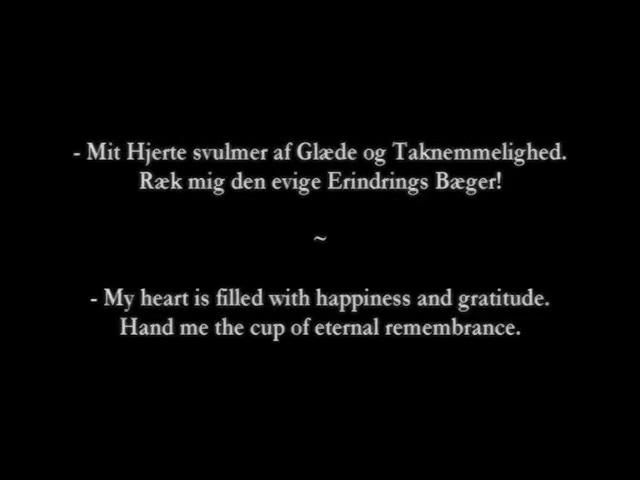 - Mit Hjerte svulmer af Glæde og Taknemmelighed.
Ræk mig den evige Erindrings Bæger!
~
- My heart is filled with happiness and gratitude.
Hand me the cup of eternal remembrance.